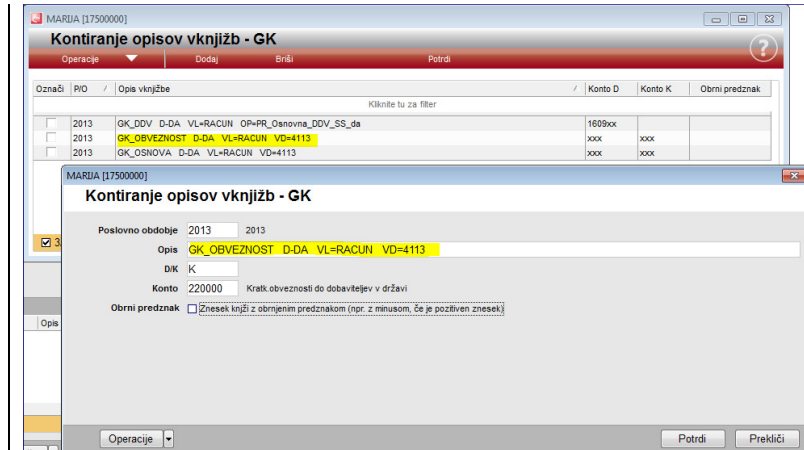 MARIJA [17500000]
Kontiranje opisov vknjižb - GK
Operacije Dodaj Briši Potrdi ?
Označi P/O / Opis vknjižbe / Konto D Konto K Obrni predznak
Kliknite tu za filter
2013 GK_DDV D-DA VL=RACUN OP=PR_Osnovna_DDV_SS_da 1609xx
2013 GK_OBVEZNOST D-DA VL=RACUN VD=4113 xxx xxx
2013 GK_OSNOVA D-DA VL=RACUN VD=4113 xxx xxx
MARIJA [17500000]
Kontiranje opisov vknjižb - GK
Poslovno obdobje 2013 2013
3.
Opis GK_OBVEZNOST D-DA VL=RACUN VD=4113
D/K K
Konto 220000 Kratk.obveznosti do dobaviteljev v državi
Obrni predznak Znesek knjži z obrnjenim predznakom (npr. z minusom, če je pozitiven znesek)
Opis
Operacije Potrdi Prekliči